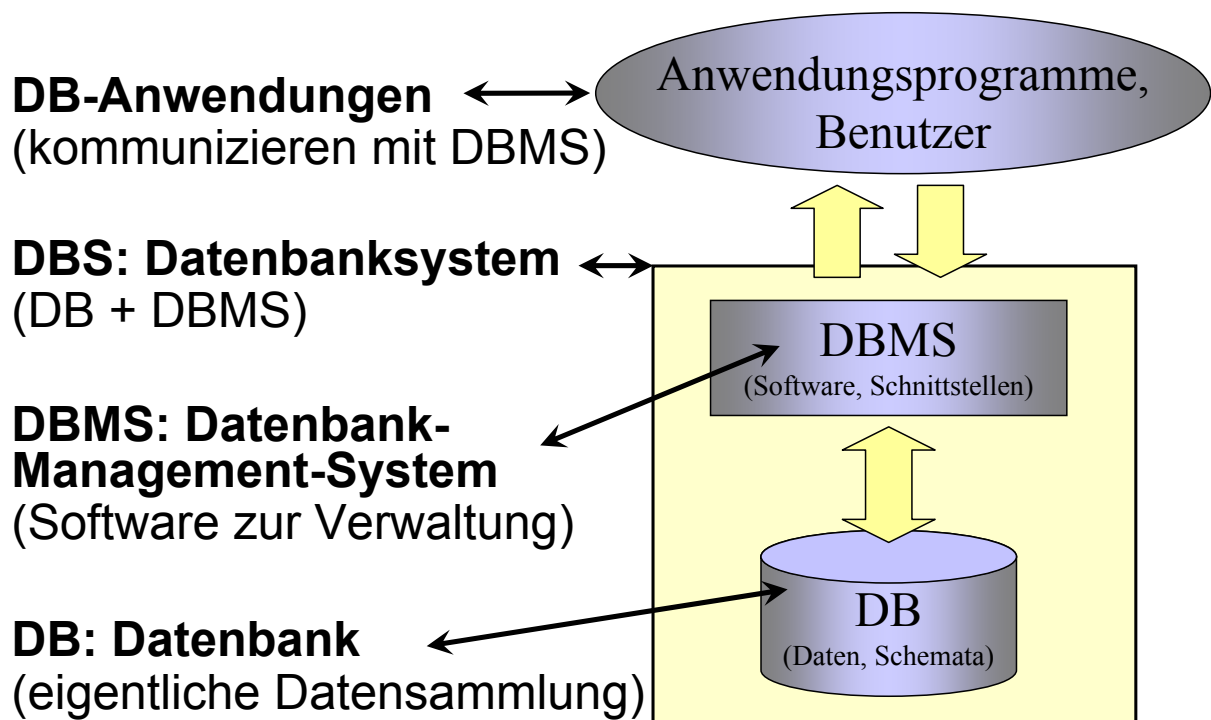 DB-Anwendungen
(kommunizieren mit DBMS)
Anwendungsprogramme,
Benutzer
DBS: Datenbanksystem
(DB + DBMS)
DBMS
(Software, Schnittstellen)
DBMS: Datenbank-
Management-System
(Software zur Verwaltung)
DB: Datenbank
(eigentliche Datensammlung)
DB
(Daten, Schemata)